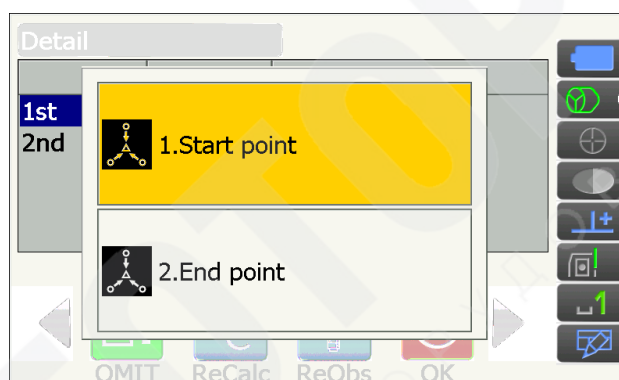 Detail
1st
2nd
1.Start point
2.End point
OMIT ReCalc ReObs OK